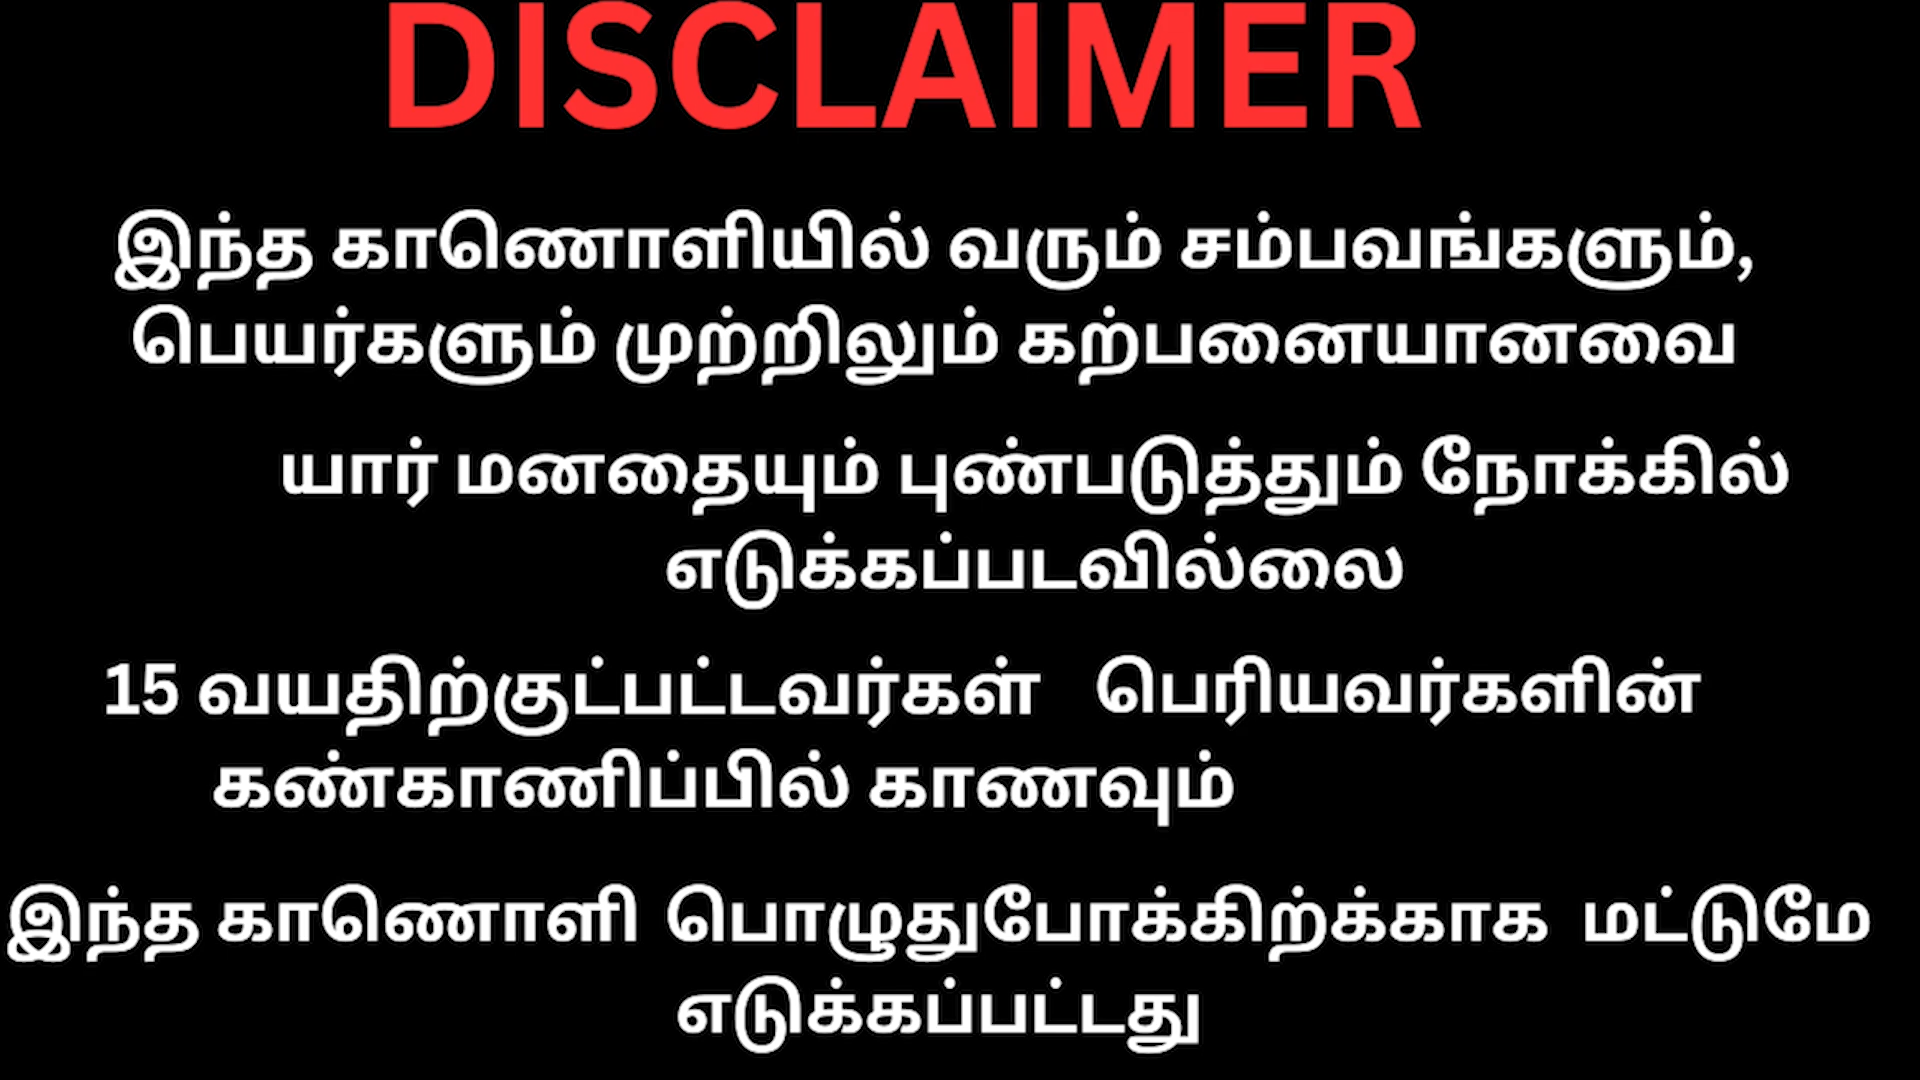 DISCLAIMER
இந்த காணொளியில் வரும் சம்பவங்களும்,
பெயர்களும் முற்றிலும் கற்பனையானவை
யார் மனதையும் புண்படுத்தும் நோக்கில்
எடுக்கப்படவில்லை
15 வயதிற்குட்பட்டவர்கள் பெரியவர்களின்
கண்காணிப்பில் காணவும்
இந்த காணொளி பொழுதுபோக்கிற்க்காக மட்டுமே
எடுக்கப்பட்டது